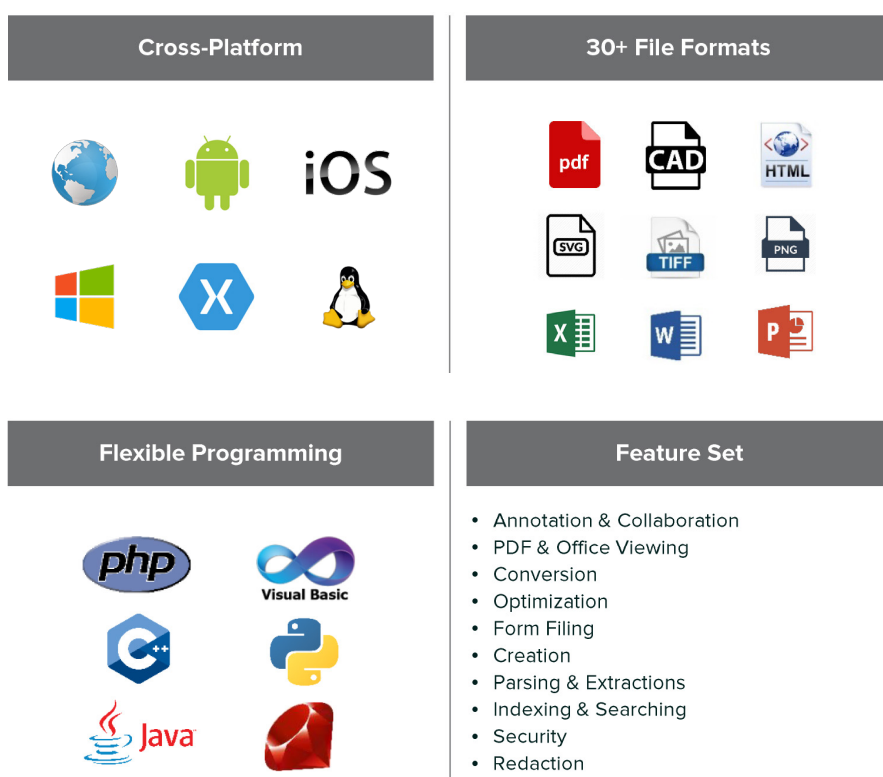 Cross-Platform
iOS
X
30+ File Formats
pdf
CAD
HTML
SVG
TIFF
PNG
X
W
P
Flexible Programming
php
Visual Basic
C++
Java
Feature Set
• Annotation & Collaboration
• PDF & Office Viewing
• Conversion
• Optimization
• Form Filing
• Creation
• Parsing & Extractions
• Indexing & Searching
• Security
• Redaction